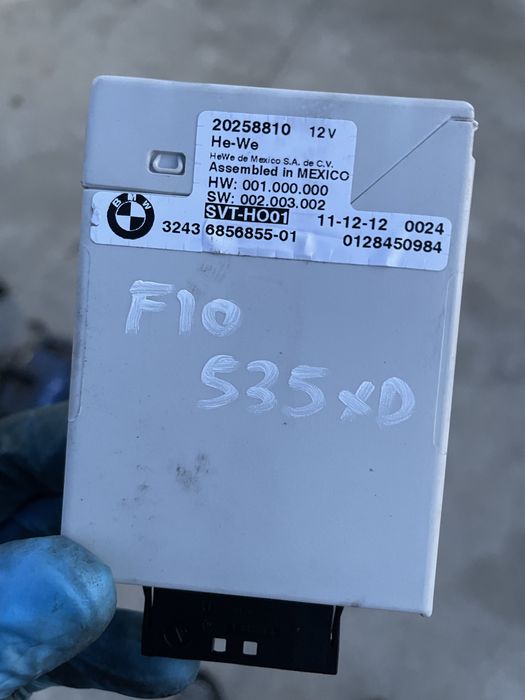 20258810 12V
He-We
HeWe de Mexico S.A. de C.V.
Assembled in MEXICO
HW: 001.000.000
SW: 002.003.002
BMW
SVT-HO01 11-12-12 0024
3243 6856855-01 0128450984
F10
535xD